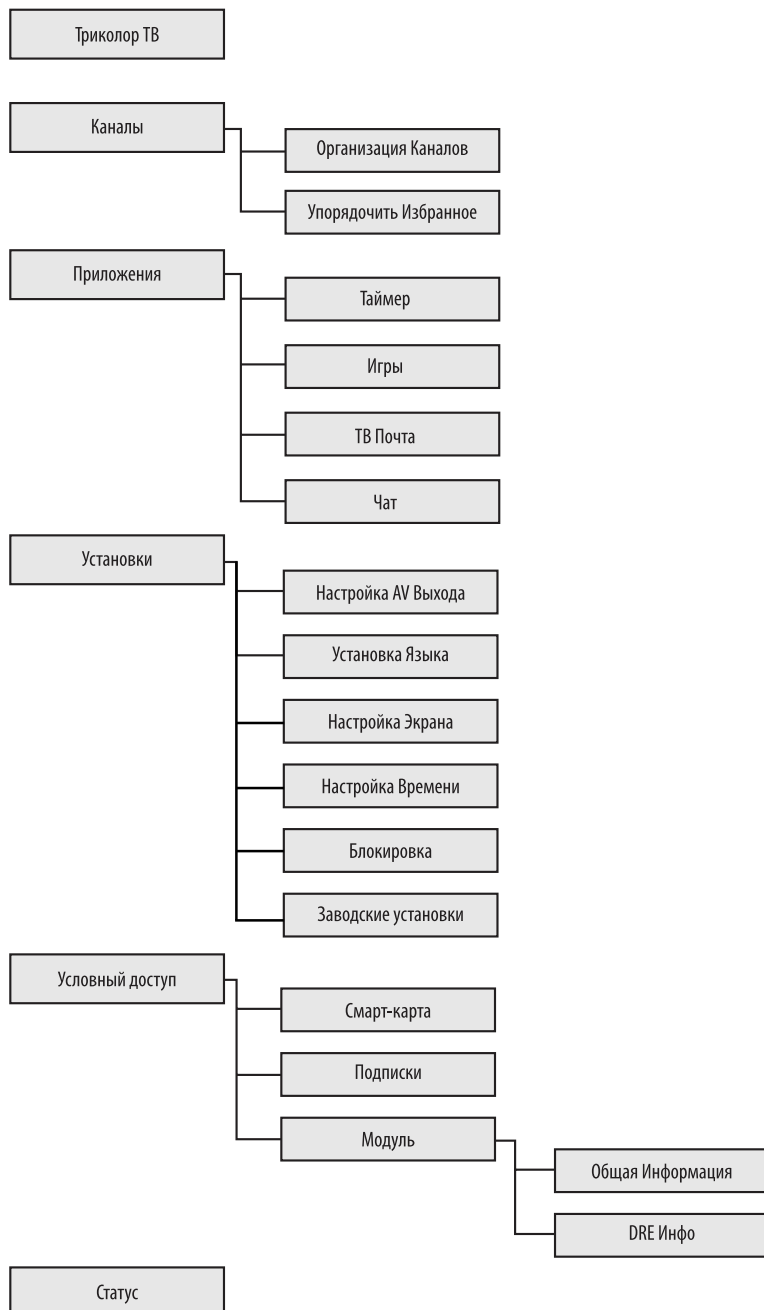 Триколор ТВ
Каналы
Организация Каналов
Упорядочить Избранное
Приложения
Таймер
Игры
ТВ Почта
Чат
Установки
Настройка AV Выхода
Установка Языка
Настройка Экрана
Настройка Времени
Блокировка
Заводские установки
Условный доступ
Смарт-карта
Подписки
Модуль
Общая Информация
DRE Инфо
Статус